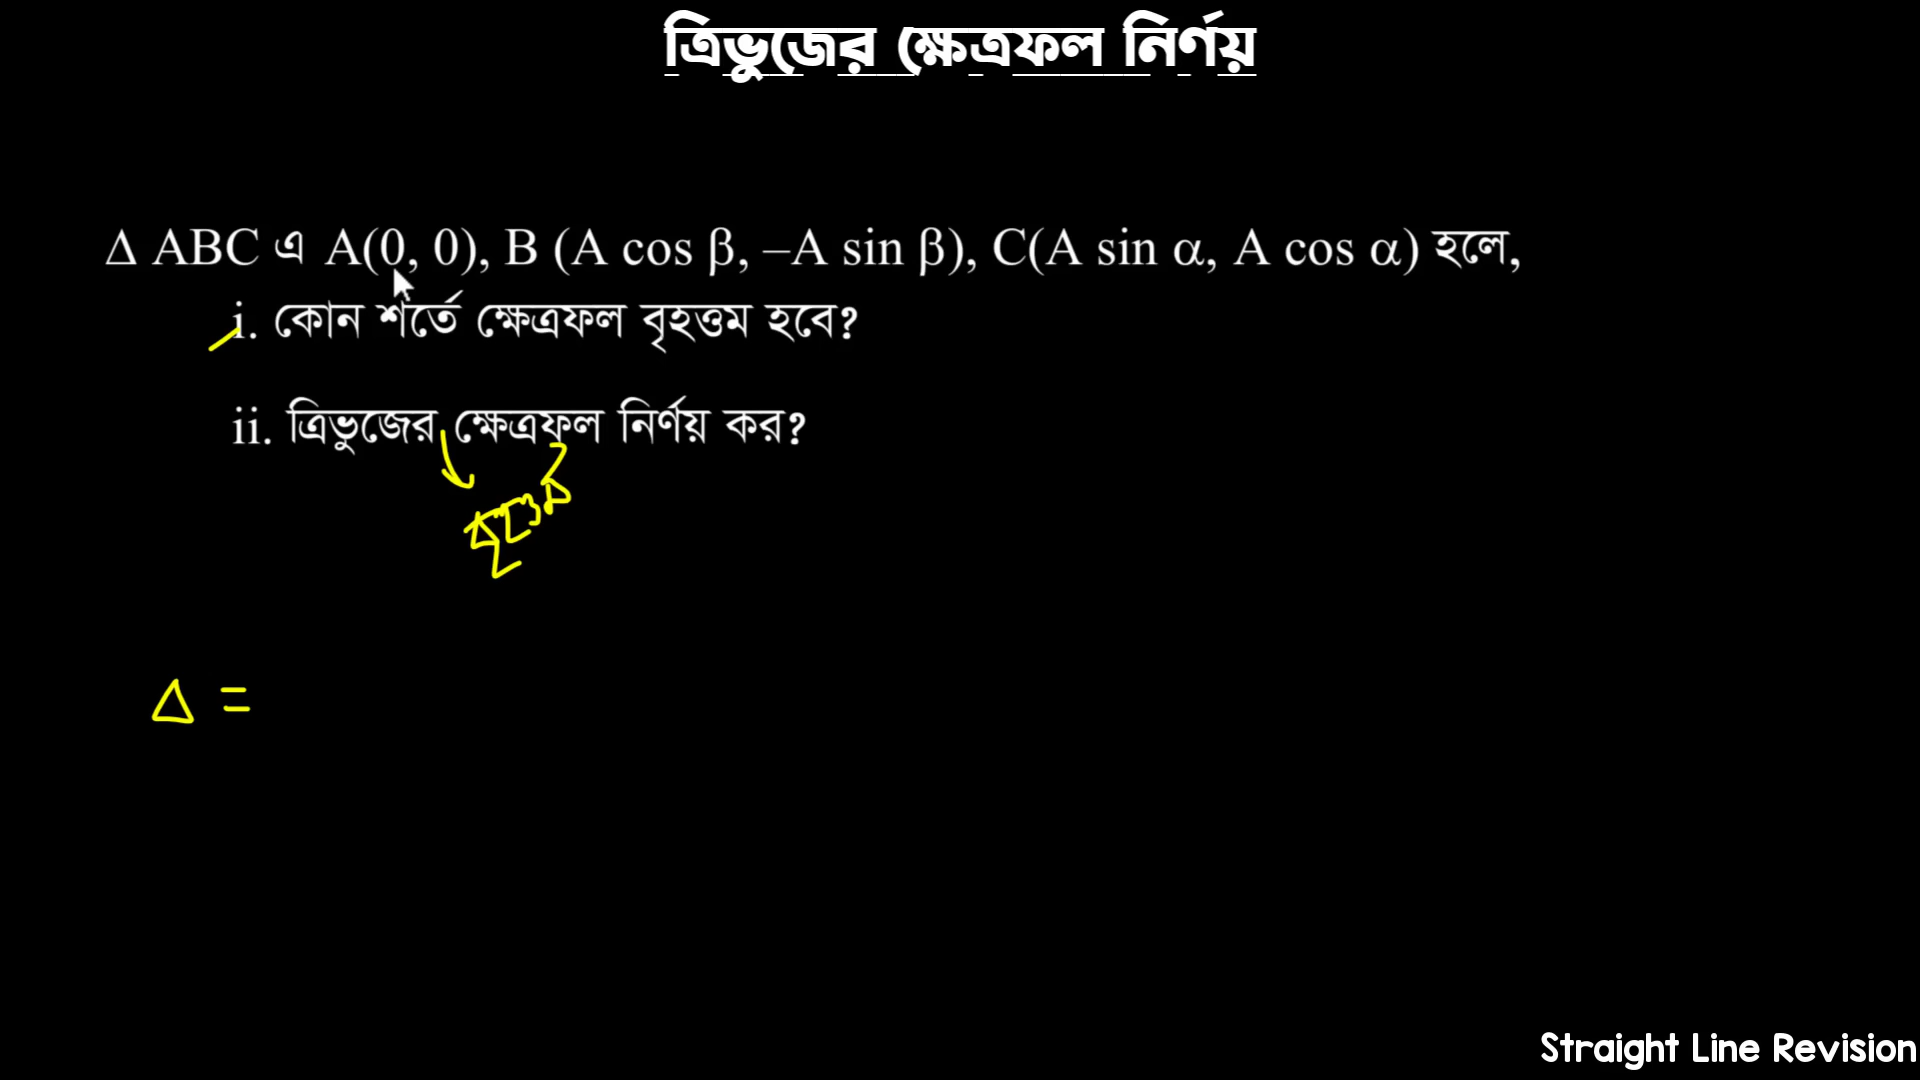 ত্রিভুজের ক্ষেত্রফল নির্ণয়
Δ ABC এ A(0, 0), B (A cos β, –A sin β), C(A sin α, A cos α) হলে,
i. কোন শর্তে ক্ষেত্রফল বৃহত্তম হবে?
ii. ত্রিভুজের ক্ষেত্রফল নির্ণয় কর?
Δ =
Straight Line Revision